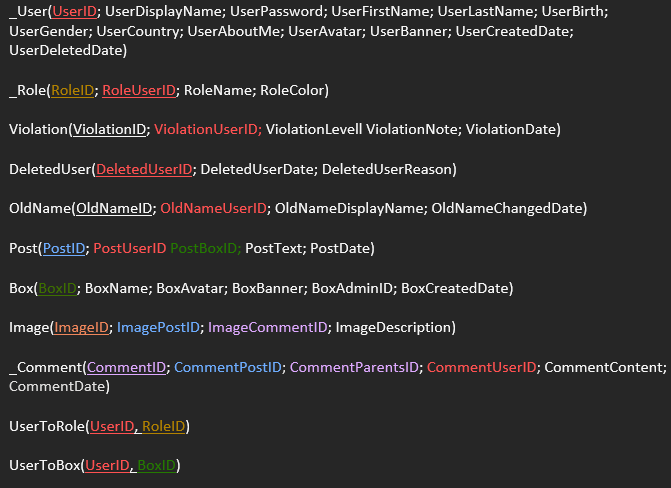 _User(UserID; UserDisplayName; UserPassword; UserFirstName; UserLastName; UserBirth;
UserGender; UserCountry; UserAboutMe; UserAvatar; UserBanner; UserCreatedDate;
UserDeletedDate)
_Role(RoleID; RoleUserID; RoleName; RoleColor)
Violation(ViolationID; ViolationUserID; ViolationLevell ViolationNote; ViolationDate)
DeletedUser(DeletedUserID; DeletedUserDate; DeletedUserReason)
OldName(OldNameID; OldNameUserID; OldNameDisplayName; OldNameChangedDate)
Post(PostID; PostUserID PostBoxID; PostText; PostDate)
Box(BoxID; BoxName; BoxAvatar; BoxBanner; BoxAdminID; BoxCreatedDate)
Image(ImageID; ImagePostID; ImageCommentID; ImageDescription)
_Comment(CommentID; CommentPostID; CommentParentsID; CommentUserID; CommentContent;
CommentDate)
UserToRole(UserID, RoleID)
UserToBox(UserID, BoxID)